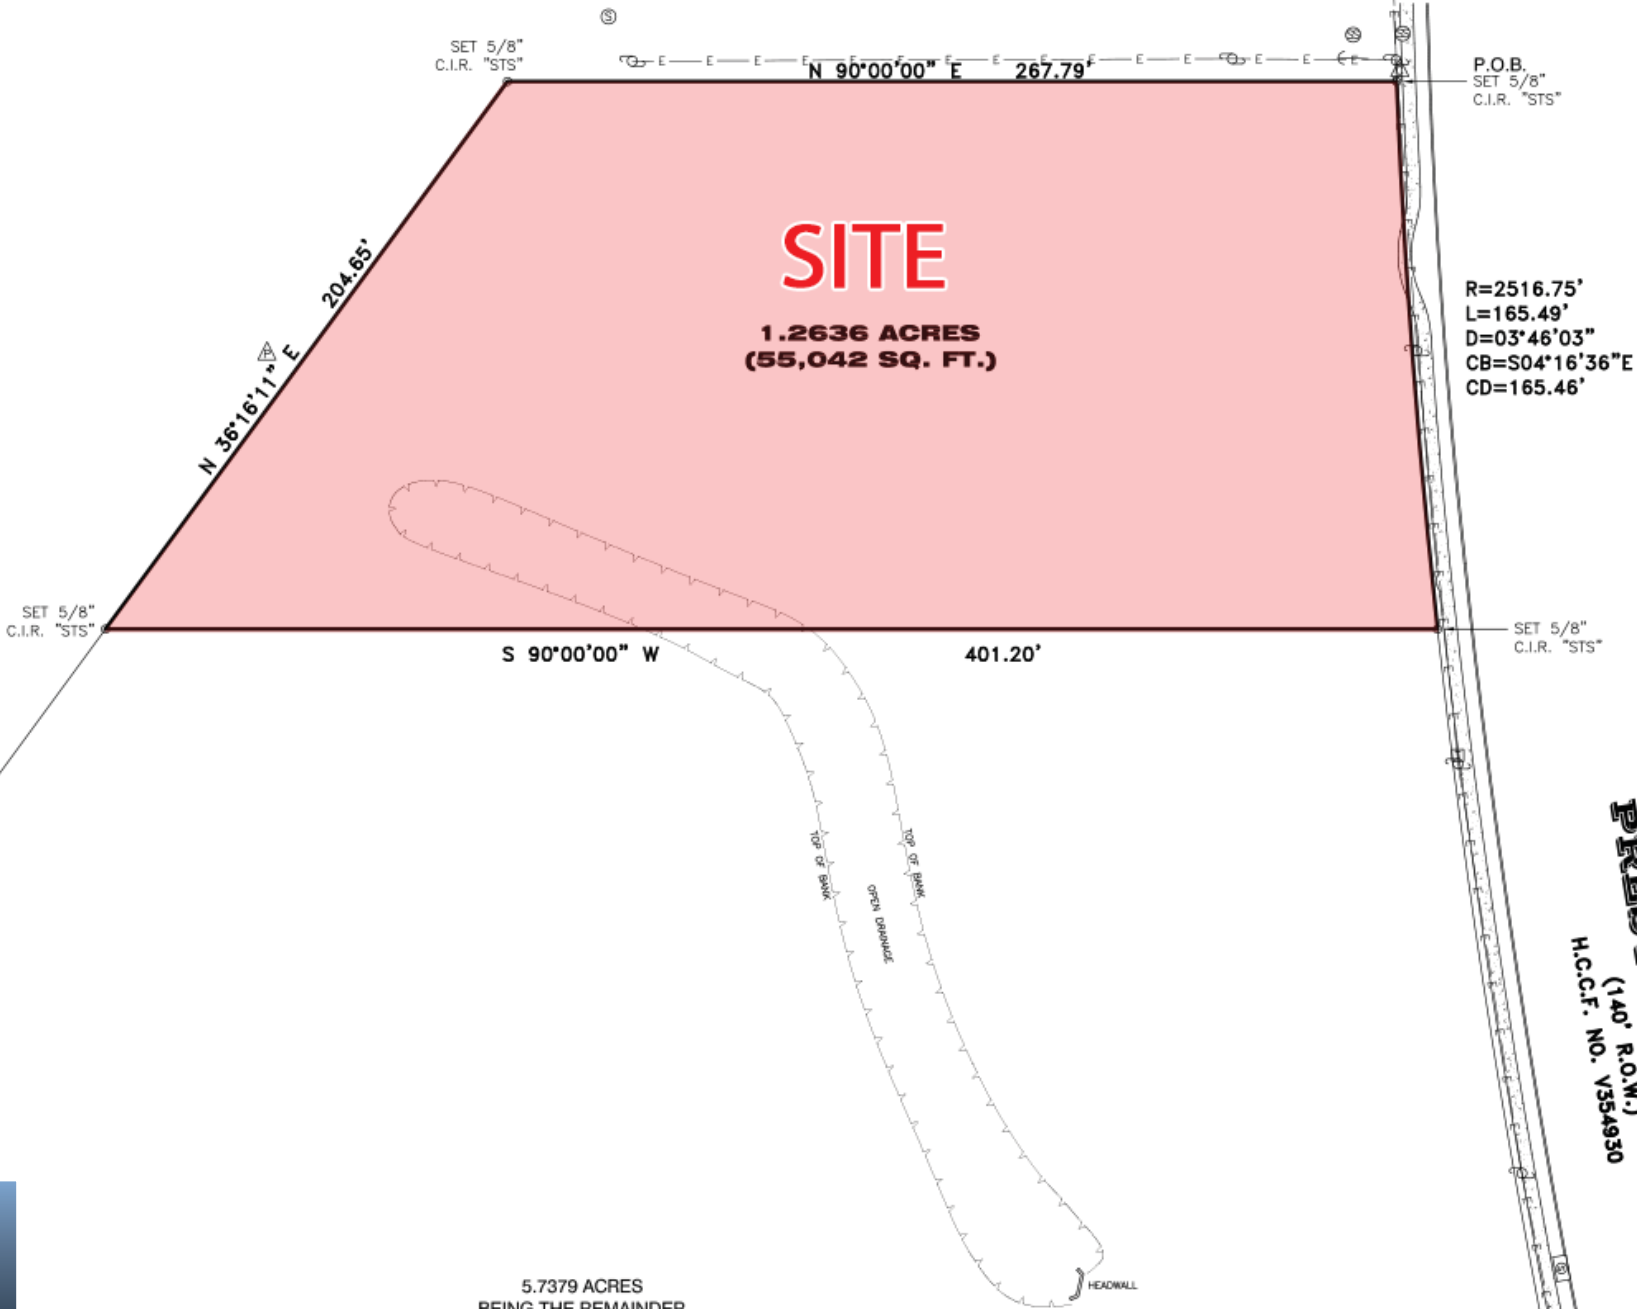 S
SET 5/8"
C.I.R. "STS"
E E E E E E E E E E E E E E
N 90°00'00" E 267.79'
P.O.B.
SET 5/8"
C.I.R. "STS"
SITE
1.2636 ACRES
(55,042 SQ. FT.)
204.65'
N 36°16'11" E
P
R=2516.75'
L=165.49'
D=03°46'03"
CB=S04°16'36"E
CD=165.46'
SET 5/8"
C.I.R. "STS"
S 90°00'00" W 401.20'
SET 5/8"
C.I.R. "STS"
TOP OF BANK
TOP OF BANK
OPEN DRAINAGE
(140' R.O.W.)
H.C.C.F. NO. V354930
HEADWALL
5.7379 ACRES
BEING THE REMAINDER